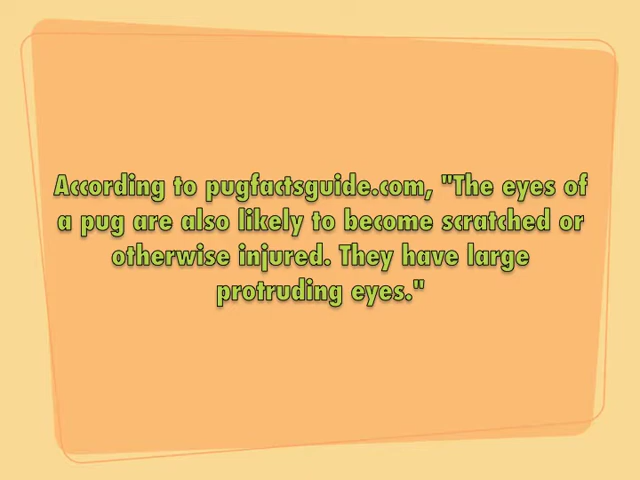 According to pugfactsguide.com, "The eyes of
a pug are also likely to become scratched or
otherwise injured. They have large
protruding eyes."